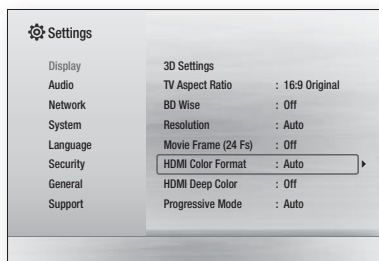 Settings
Display
Audio
Network
System
Language
Security
General
Support
3D Settings
TV Aspect Ratio : 16:9 Original
BD Wise : Off
Resolution : Auto
Movie Frame (24 Fs) : Off
HDMI Color Format : Auto
HDMI Deep Color : Off
Progressive Mode : Auto